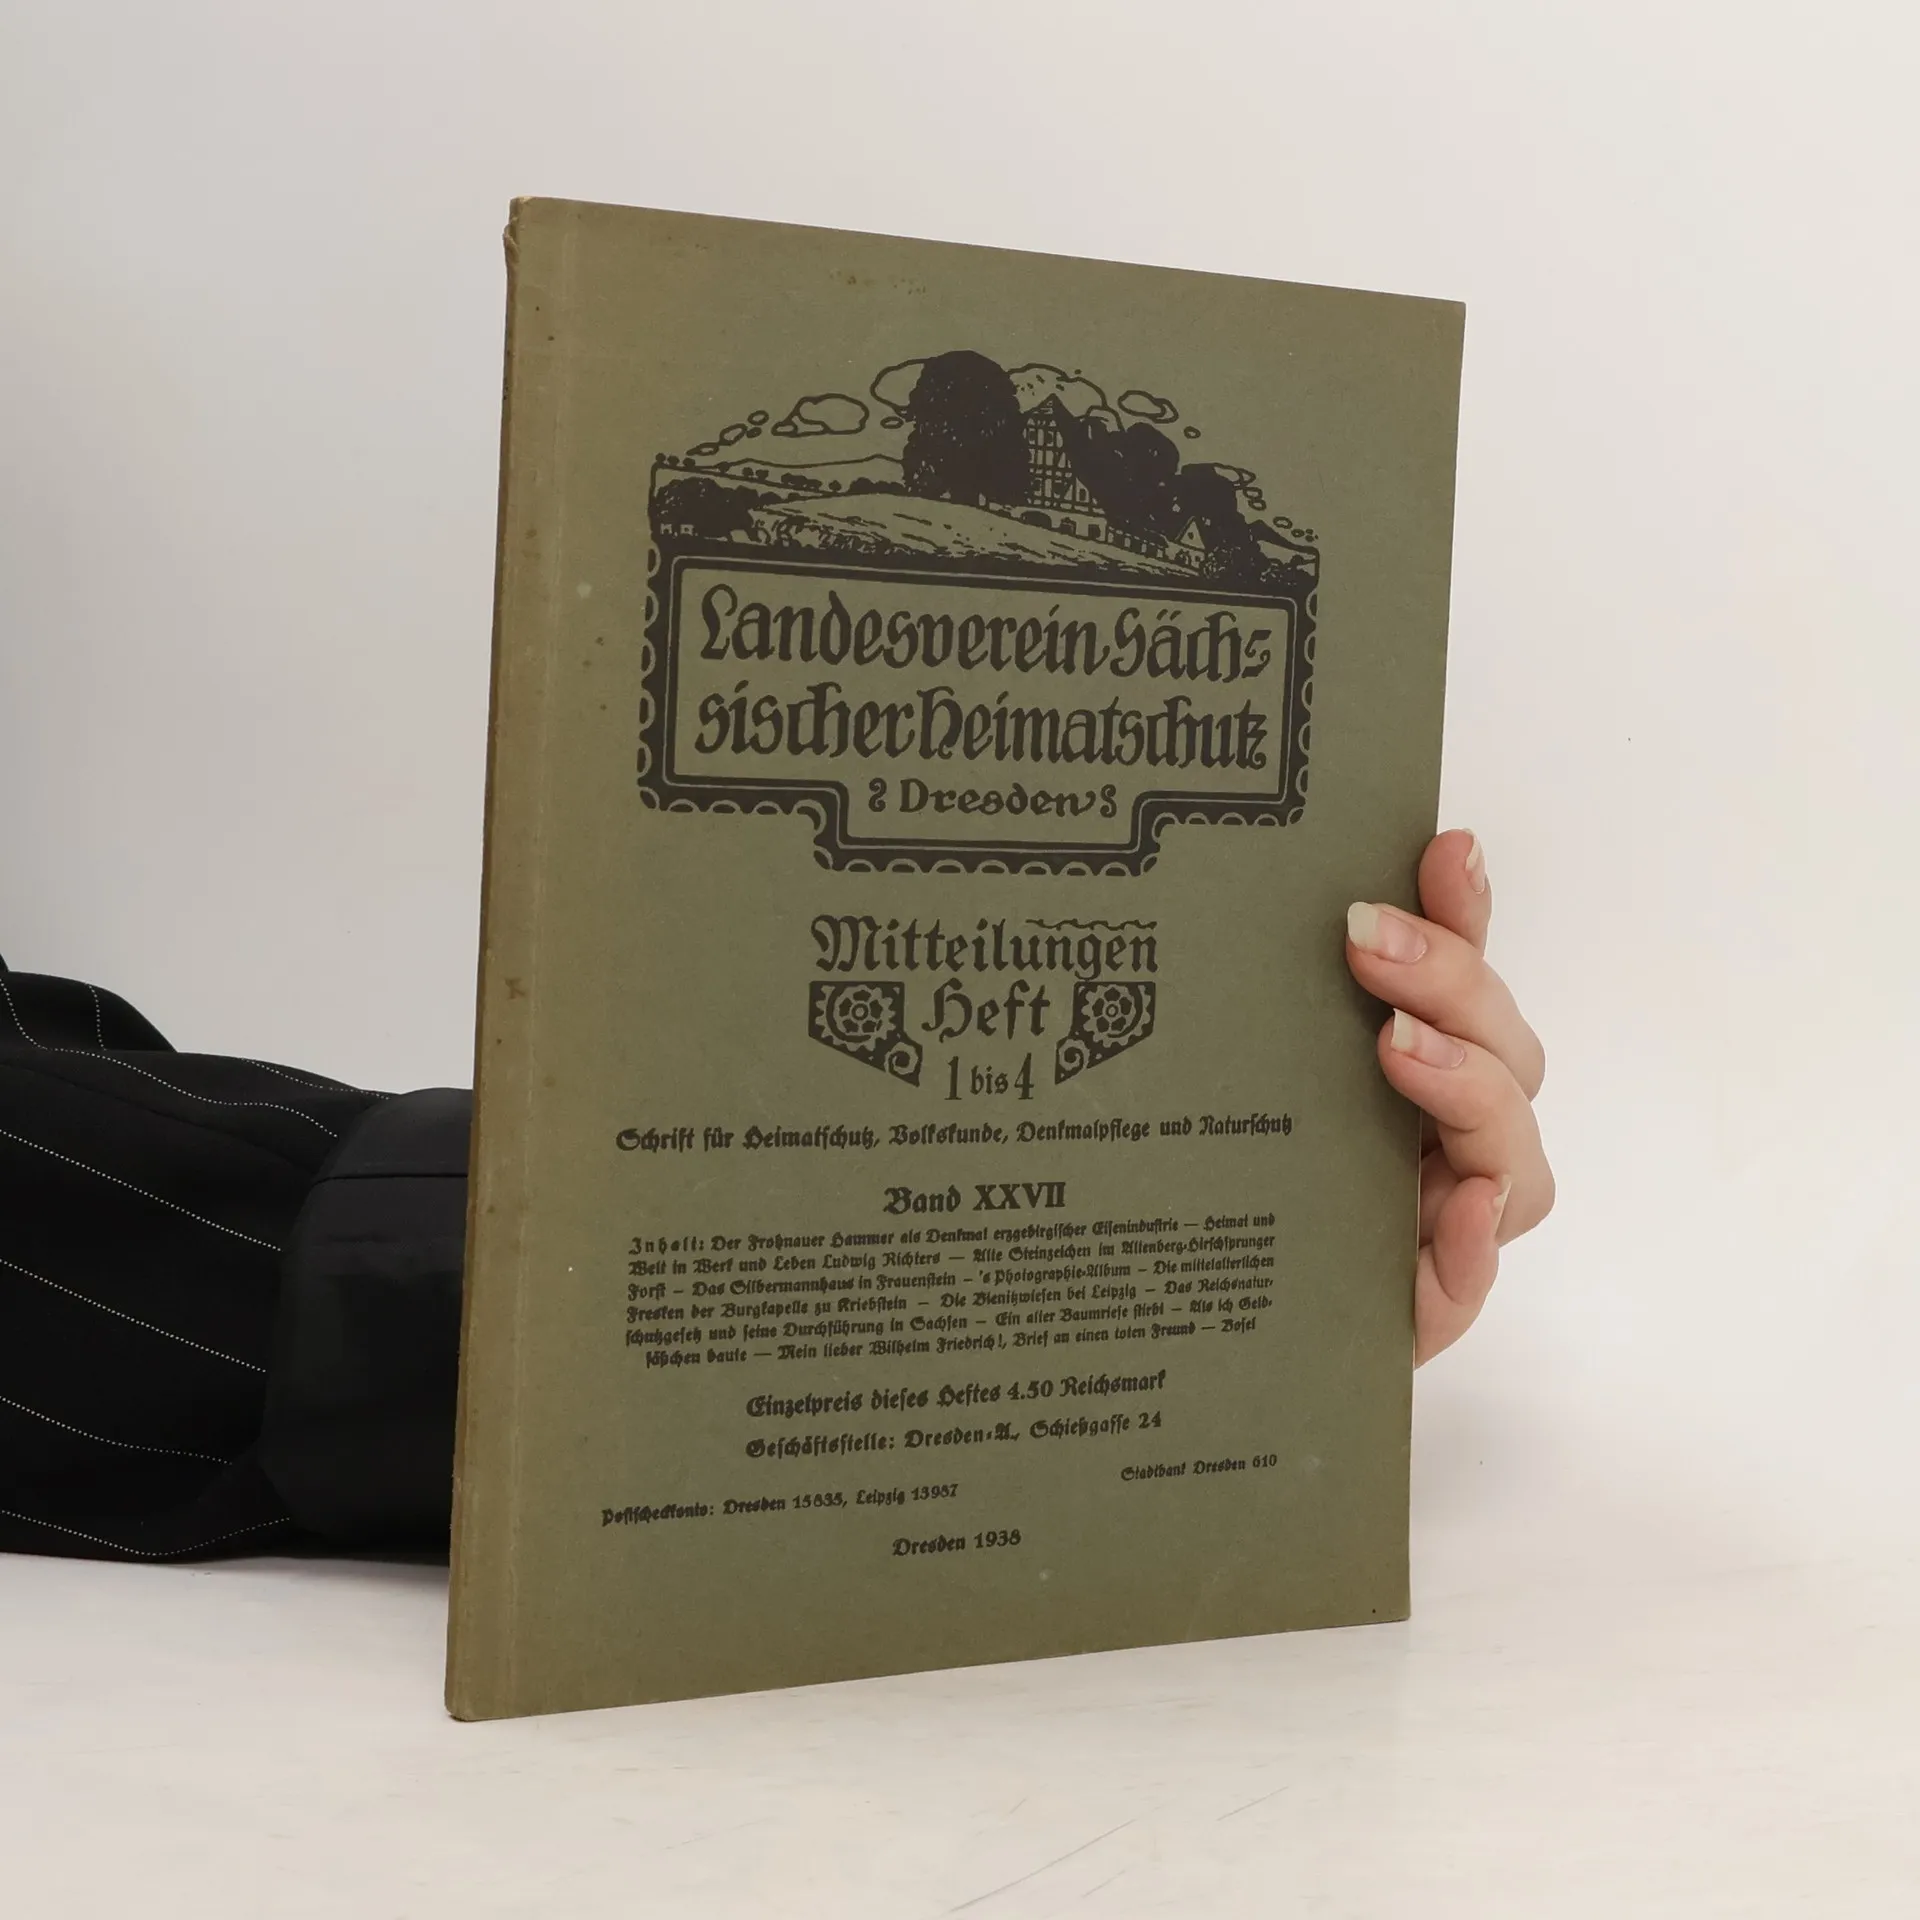 M.G.
Landesverein Säch=
sischer Heimatschutz
Dresden
Mitteilungen
Heft
1 bis 4
Schrift für Heimatschutz, Volkskunde, Denkmalpflege und Naturschutz
Band XXVII
Inhalt: Der Frohnauer Hammer als Denkmal erzgebirgischer Eisenindustrie — Heimat und
Welt in Werk und Leben Ludwig Richters — Alte Steinzeichen im Altenberg-Hirschsprunger
Forst — Das Silbermannhaus in Frauenstein — 's Photographie-Album — Die mittelalterlichen
Fresken der Burgkapelle zu Kriebstein — Die Bienitzwiesen bei Leipzig — Das Reichsnatur-
schutzgesetz und seine Durchführung in Sachsen — Ein alter Baumriese stirbt — Als ich Geld-
säßchen baute — Mein lieber Wilhelm Friedrich!, Brief an einen toten Freund — Bosel
Einzelpreis dieses Heftes 4.50 Reichsmark
Geschäftsstelle: Dresden-A., Schießgasse 24
Postscheckkonto: Dresden 15835, Leipzig 13987
Stadtbank Dresden 610
Dresden 1938